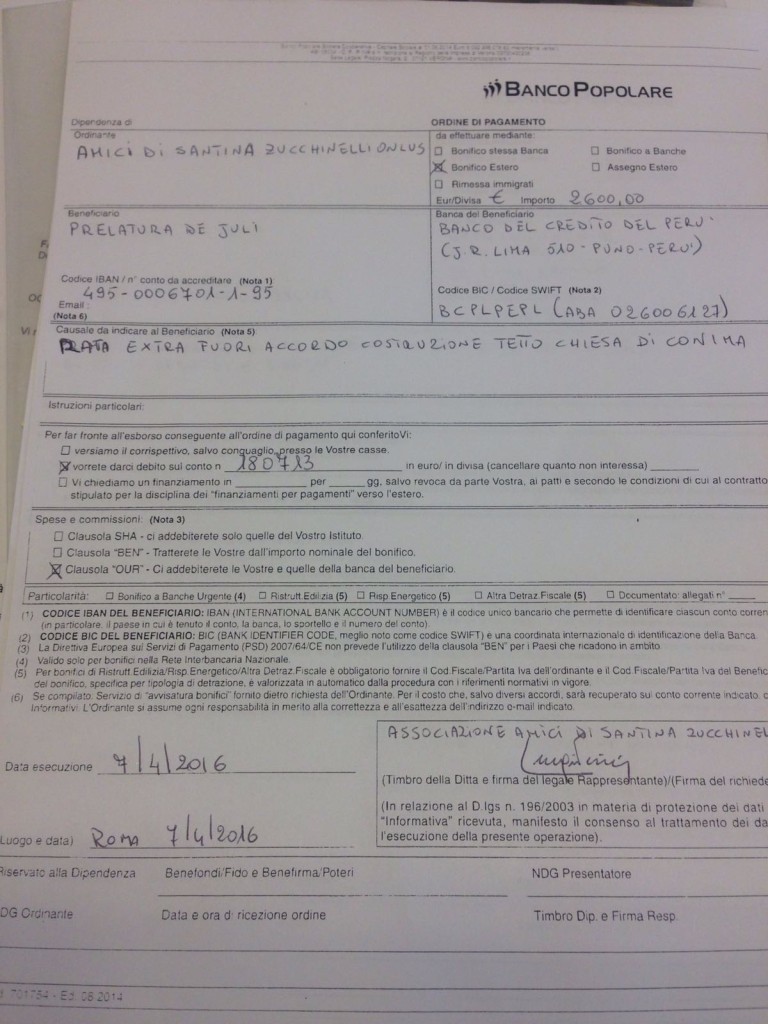 BANCO POPOLARE
Dipendenza di
Ordinante
AMICI DI SANTINA ZUCCHINELLI ONLUS
ORDINE DI PAGAMENTO
da effettuare mediante:
☐ Bonifico stessa Banca ☐ Bonifico a Banche
☒ Bonifico Estero ☐ Assegno Estero
☐ Rimessa immigrati
Eur/Divisa € Importo 2600,00
Beneficiario
PRELATURA DE JULI
Banca del Beneficiario
BANCO DEL CREDITO DEL PERU'
(J.R. LIMA 510 - PUNO - PERU')
Codice IBAN / n° conto da accreditare (Nota 1)
495-0006701-1-95
Email :
(Nota 6)
Codice BIC / Codice SWIFT (Nota 2)
BCPLPEPL (ABA 026006127)
Causale da indicare al Beneficiario (Nota 5)
RATA EXTRA FUORI ACCORDO COSTRUZIONE TETTO CHIESA DI CONIMA
Istruzioni particolari:
Per far fronte all'esborso conseguente all'ordine di pagamento qui conferitoVi:
☐ versiamo il corrispettivo, salvo conguaglio, presso le Vostre casse.
☒ vorrete darci debito sul conto n 180713 in euro/ in divisa (cancellare quanto non interessa)
☐ Vi chiediamo un finanziamento in per gg, salvo revoca da parte Vostra, ai patti e secondo le condizioni di cui al contratto
stipulato per la disciplina dei "finanziamenti per pagamenti" verso l'estero.
Spese e commissioni: (Nota 3)
☐ Clausola SHA - ci addebiterete solo quelle del Vostro Istituto.
☐ Clausola "BEN" - Tratterete le Vostre dall'importo nominale del bonifico.
☒ Clausola "OUR" - Ci addebiterete le Vostre e quelle della banca del beneficiario.
Particolarità: ☐ Bonifico a Banche Urgente (4) ☐ Ristrutt.Edilizia (5) ☐ Risp.Energetico (5) ☐ Altra Detraz.Fiscale (5) ☐ Documentato: allegati n°
(1) CODICE IBAN DEL BENEFICIARIO: IBAN (INTERNATIONAL BANK ACCOUNT NUMBER) è il codice unico bancario che permette di identificare ciascun conto corren
(in particolare, il paese in cui è tenuto il conto, la banca, lo sportello e il numero del conto).
(2) CODICE BIC DEL BENEFICIARIO: BIC (BANK IDENTIFIER CODE, meglio noto come codice SWIFT) è una coordinata internazionale di identificazione della Banca
(3) La Direttiva Europea sui Servizi di Pagamento (PSD) 2007/64/CE non prevede l'utilizzo della clausola "BEN" per i Paesi che ricadono in ambito
(4) Valido solo per bonifici nella Rete Interbancaria Nazionale.
(5) Per bonifici di Ristrutt.Edilizia/Risp.Energetico/Altra Detraz.Fiscale è obbligatorio fornire il Cod.Fiscale/Partita Iva dell'ordinante e il Cod.Fiscale/Partita Iva del Benefic
del bonifico, specifica per tipologia di detrazione, è valorizzata in automatico dalla procedura con i riferimenti normativi in vigore.
(6) Se compilato: Servizio di "avvisatura bonifici" fornito dietro richiesta dell'Ordinante. Per il costo che, salvo diversi accordi, sarà recuperato sul conto corrente indicato, c
Informativi. L'Ordinante si assume ogni responsabilità in merito alla correttezza e all'esattezza dell'indirizzo e-mail indicato.
ASSOCIAZIONE AMICI DI SANTINA ZUCCHINEL
Data esecuzione 7/4/2016
(Timbro della Ditta e firma del legale Rappresentante)/(Firma del richiede
(In relazione al D.lgs n. 196/2003 in materia di protezione dei dati
"Informativa" ricevuta, manifesto il consenso al trattamento dei da
l'esecuzione della presente operazione).
Luogo e data) ROMA 7/4/2016
Riservato alla Dipendenza Benefondi/Fido e Benefirma/Poteri NDG Presentatore
DG Ordinante Data e ora di ricezione ordine Timbro Dip. e Firma Resp.
701754 - Ed. 08.2014